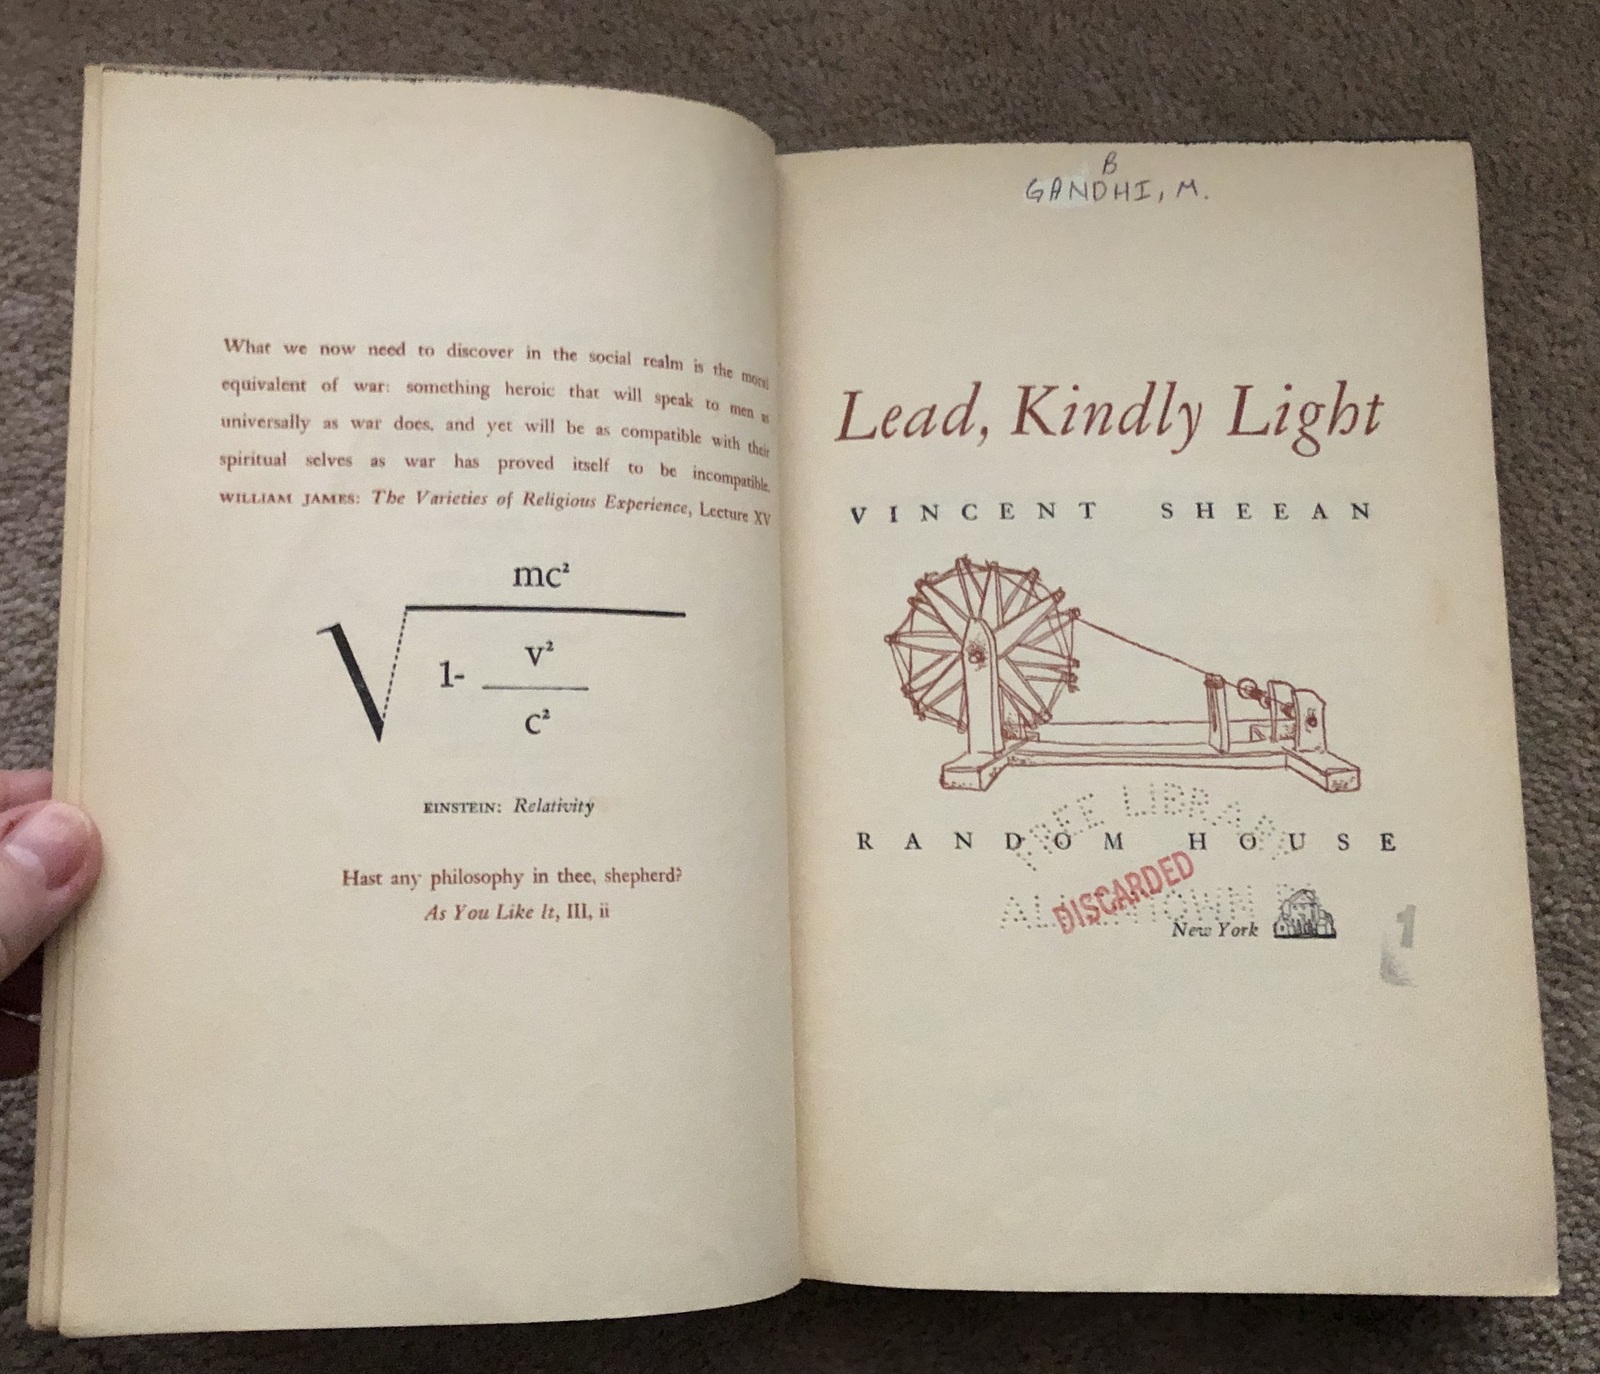 What we now need to discover in the social realm is the moral
equivalent of war: something heroic that will speak to men as
universally as war does, and yet will be as compatible with their
spiritual selves as war has proved itself to be incompatible.
WILLIAM JAMES: The Varieties of Religious Experience, Lecture XV
mc²
1-
v²
c²
EINSTEIN: Relativity
Hast any philosophy in thee, shepherd?
As You Like It, III, ii
B
GANDHI, M.
Lead, Kindly Light
VINCENT SHEEAN
FREE LIBRARY
RANDOM HOUSE
DISCARDED
ALLENTOWN
New York
1